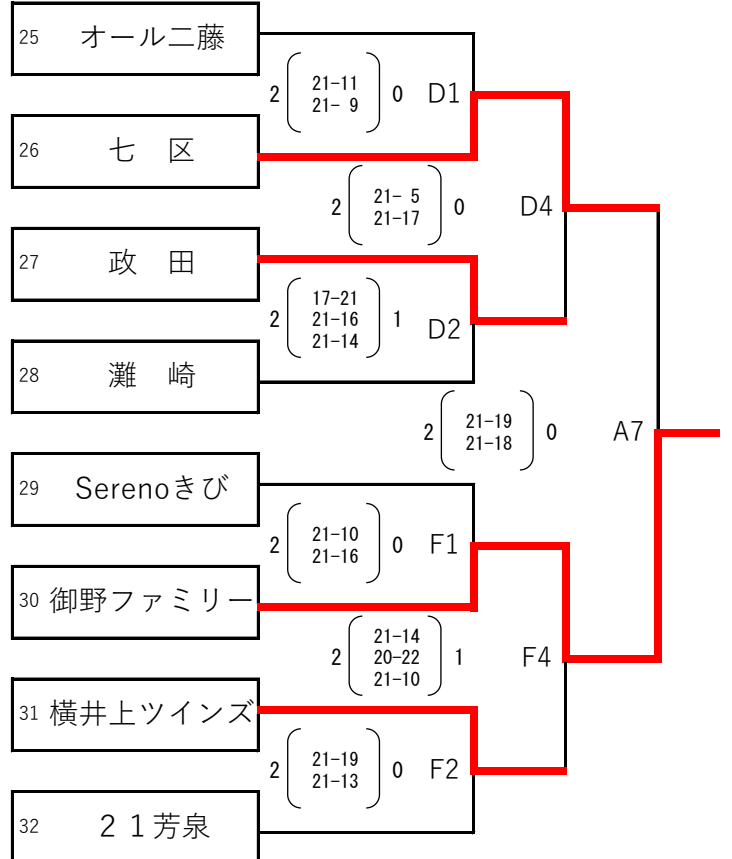 25 オール二藤
2 21-11 0 D1
21- 9
26 七 区
2 21- 5 0 D4
21-17
27 政 田
2 17-21 1 D2
21-16
21-14
28 灘 崎
2 21-19 0 A7
21-18
29 Serenoきび
2 21-10 0 F1
21-16
30 御野ファミリー
2 21-14 1 F4
20-22
21-10
31 横井上ツインズ
2 21-19 0 F2
21-13
32 ２１芳泉